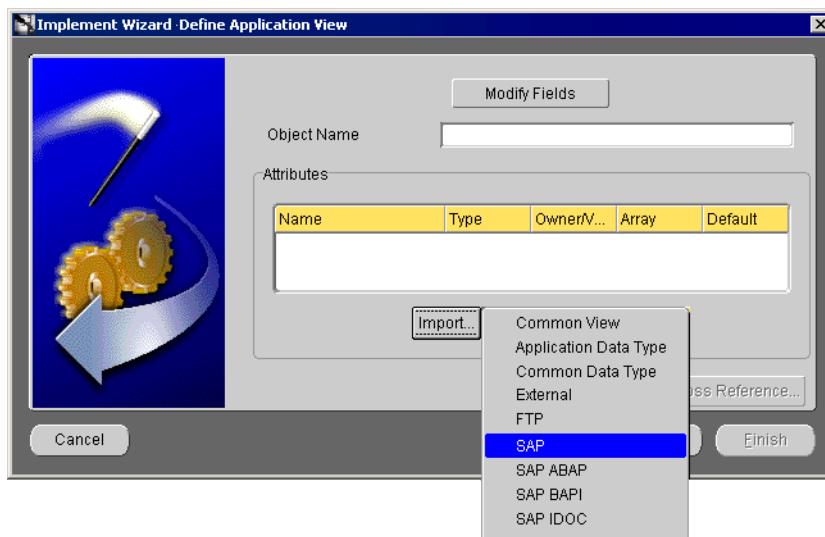 Implement Wizard -Define Application View
Modify Fields
Object Name
Attributes
Name Type Owner/V... Array Default
Import...
Common View
Application Data Type
Common Data Type
External
FTP
SAP
SAP ABAP
SAP BAPI
SAP IDOC
Reference...
Cancel
Finish